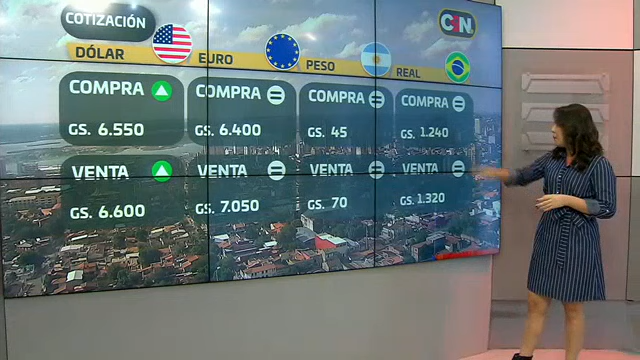 COTIZACIÓN
C9N
DÓLAR EURO PESO REAL
COMPRA COMPRA COMPRA COMPRA
GS. 6.550 GS. 6.400 GS. 45 GS. 1.240
VENTA VENTA VENTA VENTA
GS. 6.600 GS. 7.050 GS. 70 GS. 1.320